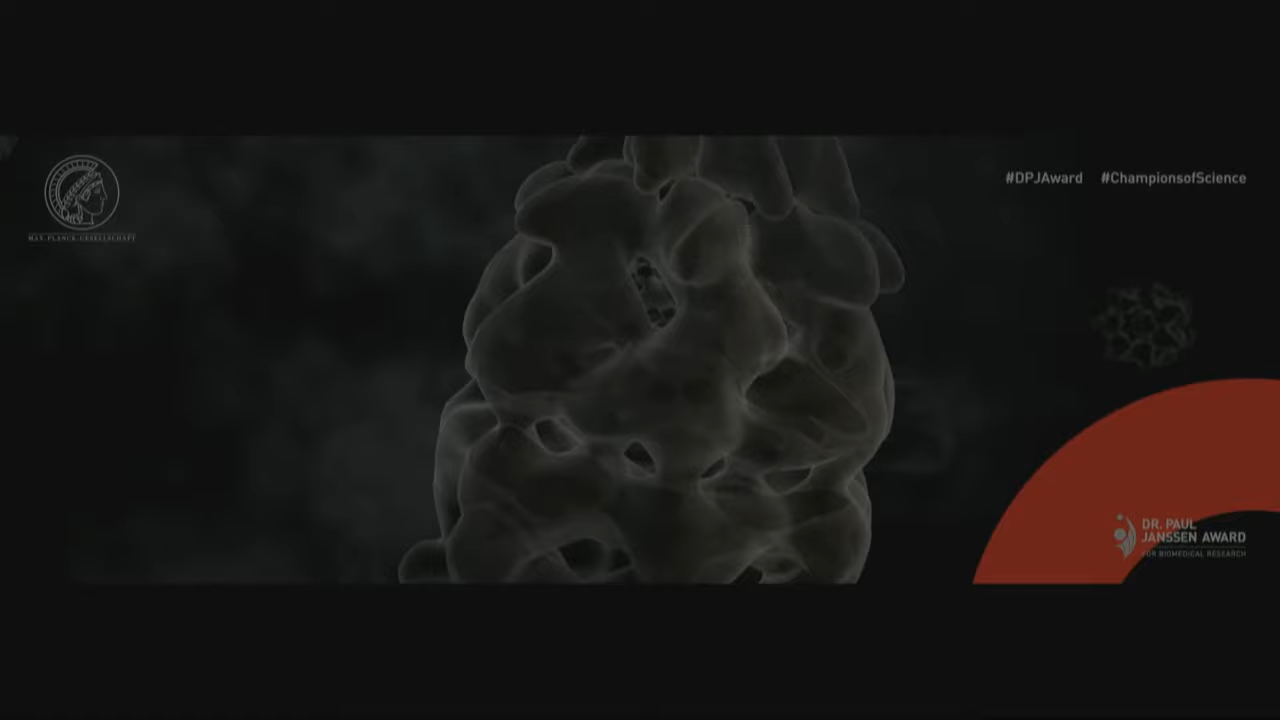 #DPJAward #ChampionsofScience
MAX-PLANCK-GESELLSCHAFT
DR. PAUL
JANSSEN AWARD
FOR BIOMEDICAL RESEARCH